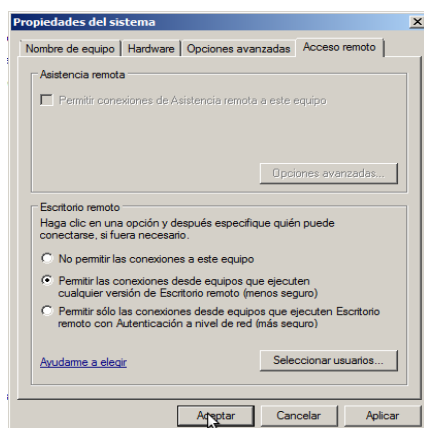 Propiedades del sistema
Nombre de equipo Hardware Opciones avanzadas Acceso remoto
Asistencia remota
Permitir conexiones de Asistencia remota a este equipo
Opciones avanzadas...
Escritorio remoto
Haga clic en una opción y después especifique quién puede
conectarse, si fuera necesario.
No permitir las conexiones a este equipo
Permitir las conexiones desde equipos que ejecuten
cualquier versión de Escritorio remoto (menos seguro)
Permitir sólo las conexiones desde equipos que ejecuten Escritorio
remoto con Autenticación a nivel de red (más seguro)
Ayudarme a elegir
Seleccionar usuarios...
Aceptar Cancelar Aplicar